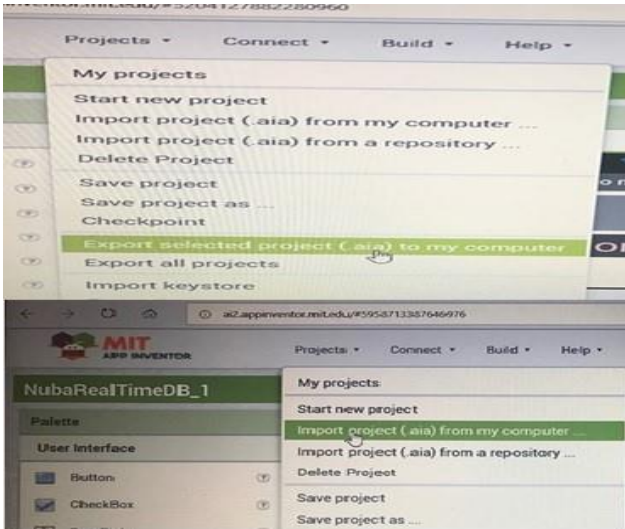 Projects Connect Build Help
My projects
Start new project
Import project (.aia) from my computer ...
Import project (.aia) from a repository ...
Delete Project
Save project
Save project as ...
Checkpoint
Export selected project (.aia) to my computer
Export all projects
Import keystore
ai2.appinventor.mit.edu/#5958713387646976
MIT
APP INVENTOR
Projects Connect Build Help
NubaRealTimeDB_1
My projects
Palette
Start new project
User Interface
Import project (.aia) from my computer ...
Import project (.aia) from a repository ...
Button
Delete Project
CheckBox
Save project
Save project as ...